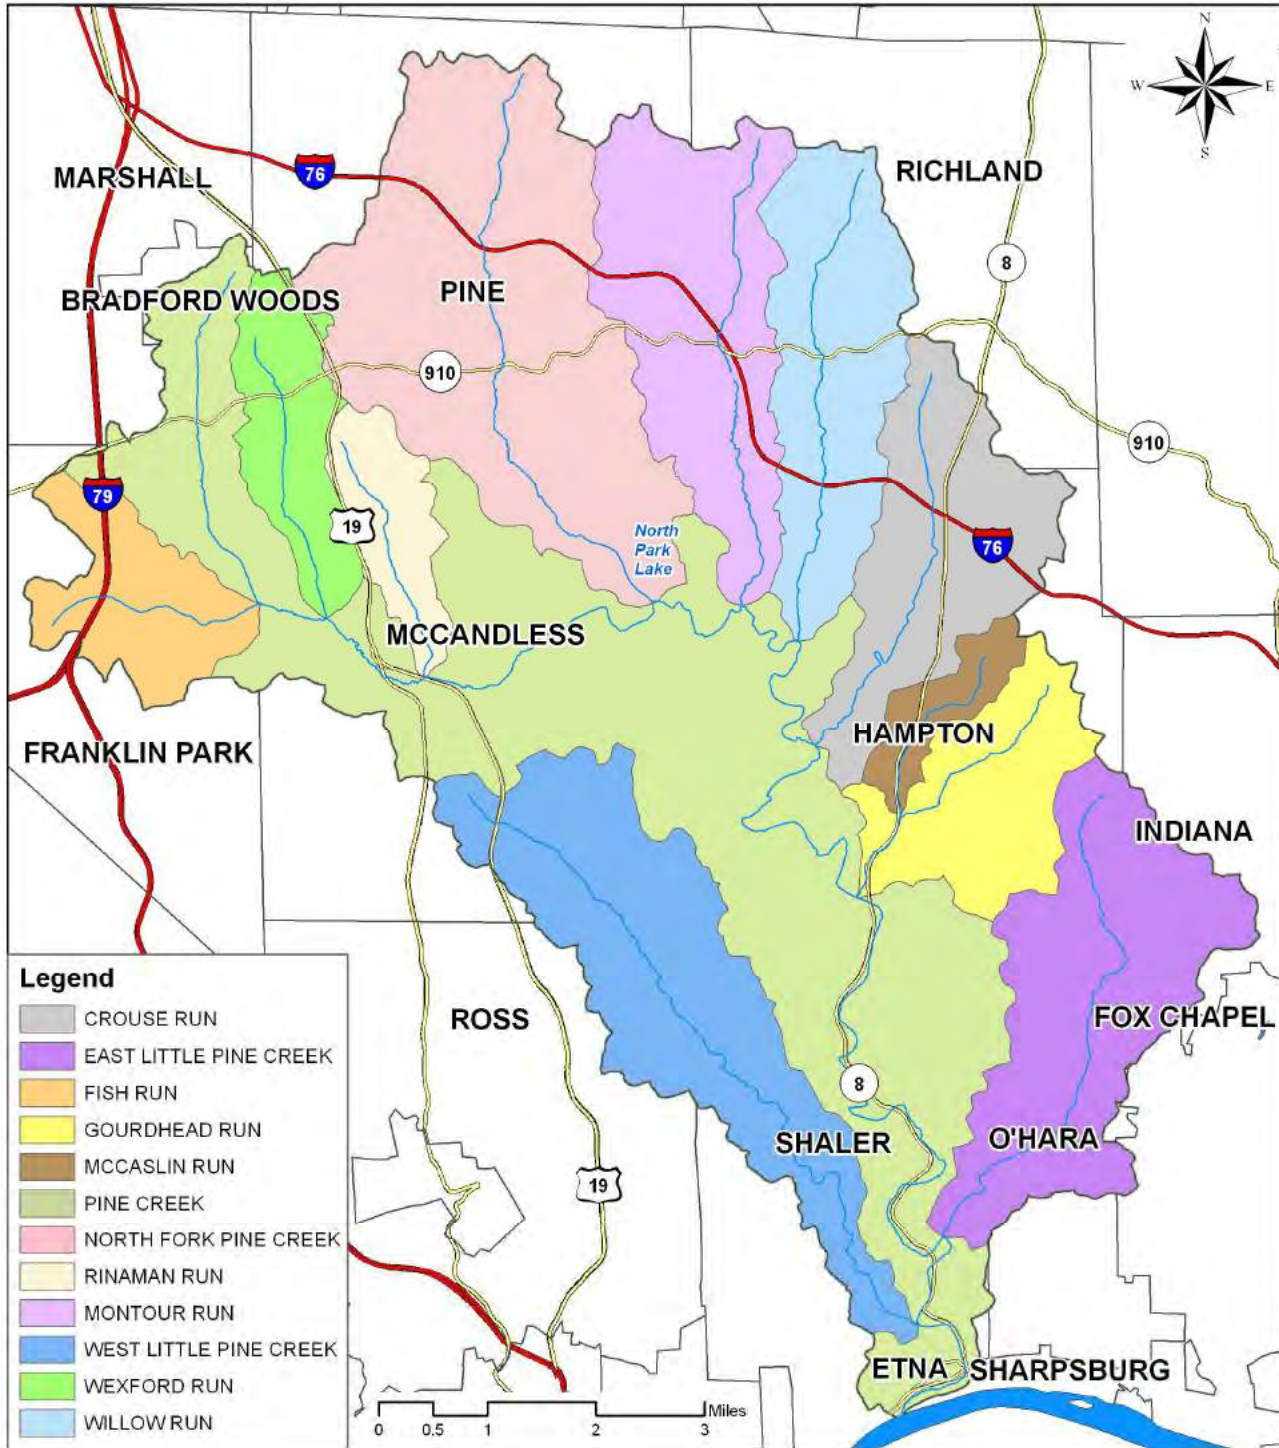 N
W
E
S
MARSHALL
76
RICHLAND
8
BRADFORD WOODS
PINE
910
910
79
19
North
Park
Lake
76
MCCANDLESS
HAMPTON
FRANKLIN PARK
INDIANA
ROSS
FOX CHAPEL
8
SHALER
O'HARA
19
ETNA
SHARPSBURG
Legend
CROUSE RUN
EAST LITTLE PINE CREEK
FISH RUN
GOURDHEAD RUN
MCCASLIN RUN
PINE CREEK
NORTH FORK PINE CREEK
RINAMAN RUN
MONTOUR RUN
WEST LITTLE PINE CREEK
WEXFORD RUN
WILLOW RUN
Miles
0 0.5 1 2 3